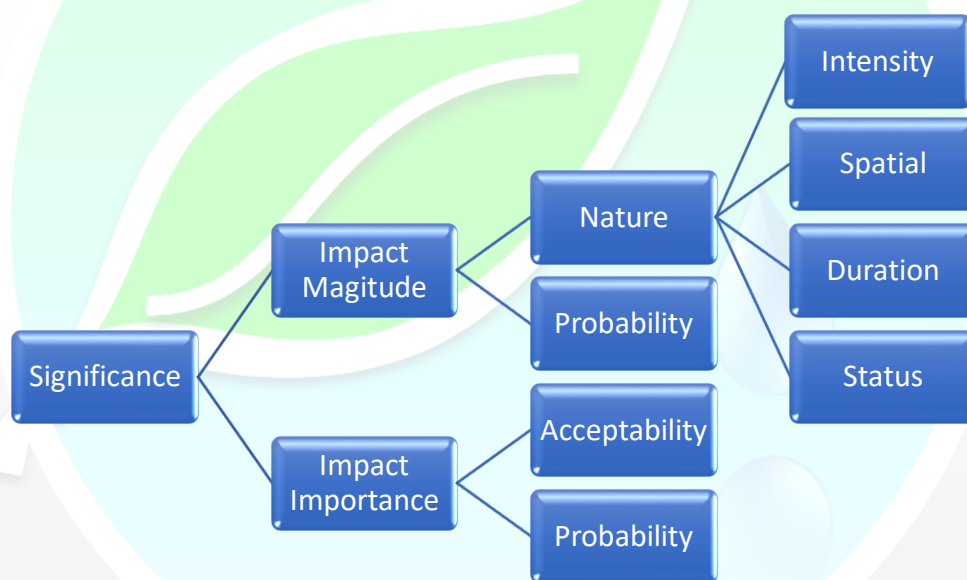 Significance
Impact
Magitude
Impact
Importance
Nature
Probability
Acceptability
Probability
Intensity
Spatial
Duration
Status